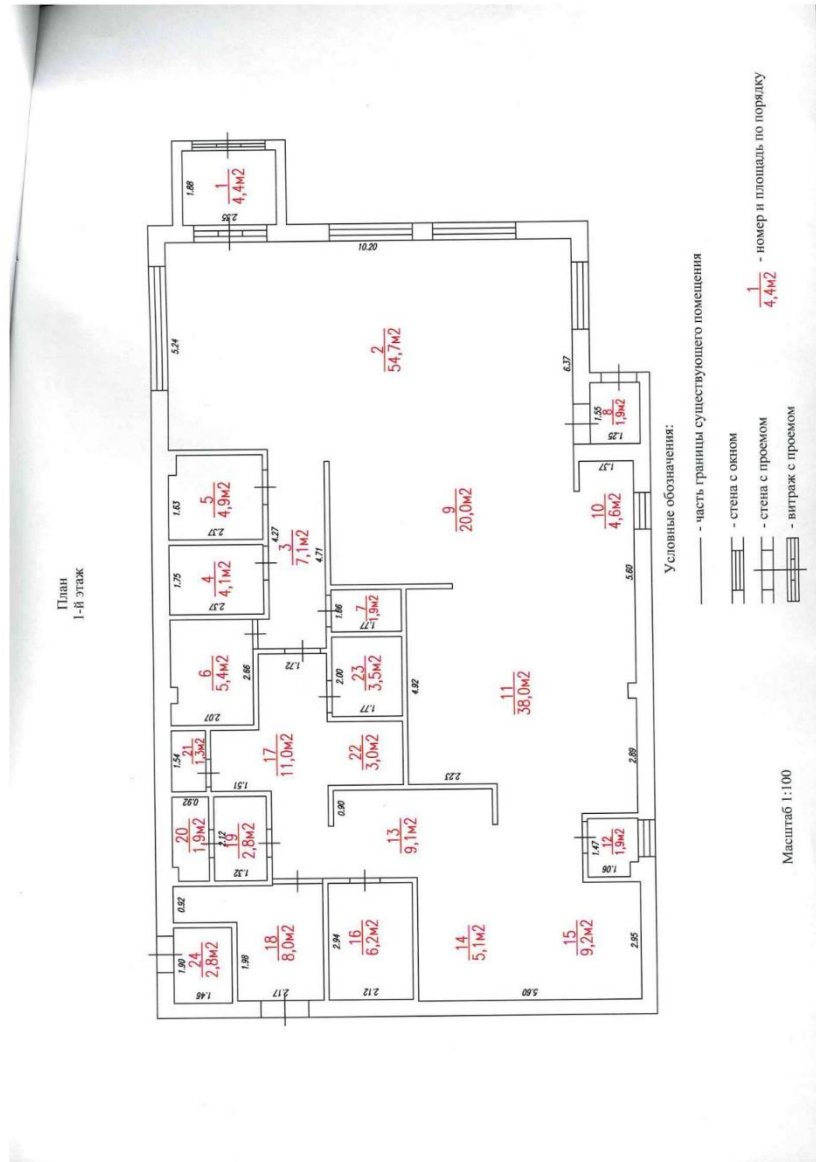 План
1-й этаж
1.88
1
4,4м2
2.35
10.20
5.24
2
54,7м2
6.37
1.55
8
1,9м2
1.25
1.37
1.63
5
4,9м2
2.37
4.27
3
7,1м2
4.71
9
20,0м2
10
4,6м2
5.60
1.75
4
4,1м2
2.37
1.66
7
1,9м2
1.77
6
5,4м2
2.66
2.07
1.72
2.00
23
3,5м2
1.77
4.92
11
38,0м2
2.23
2.89
1.54
21
1,3м2
1.51
17
11,0м2
22
3,0м2
0.92
20
1,9м2
2.12
19
2,8м2
1.32
0.90
13
9,1м2
1.47
12
1,9м2
1.06
0.92
1.90
24
2,8м2
1.46
1.98
18
8,0м2
2.17
2.94
16
6,2м2
2.12
14
5,1м2
15
9,2м2
5.60
2.95
Условные обозначения:
- часть границы существующего помещения
- стена с окном
- стена с проемом
- витраж с проемом
1
4,4м2
- номер и площадь по порядку
Масштаб 1:100